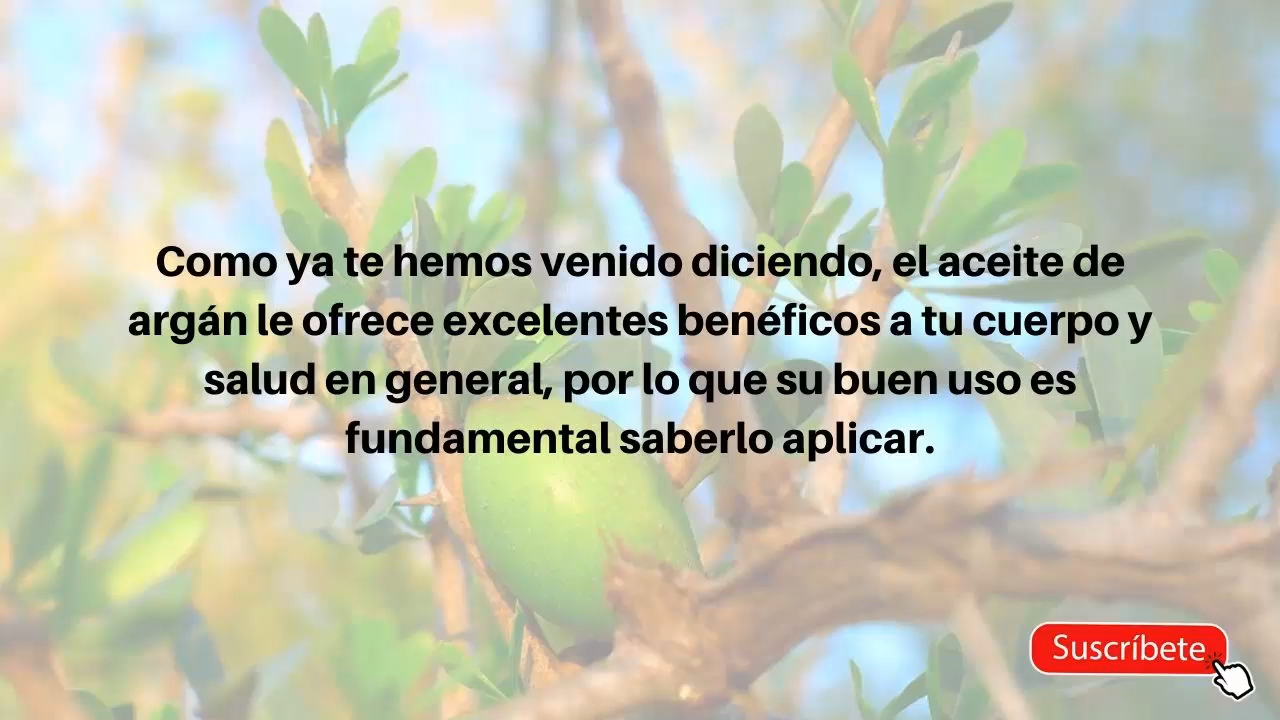 Como ya te hemos venido diciendo, el aceite de
argán le ofrece excelentes benéficos a tu cuerpo y
salud en general, por lo que su buen uso es
fundamental saberlo aplicar.
Suscríbete